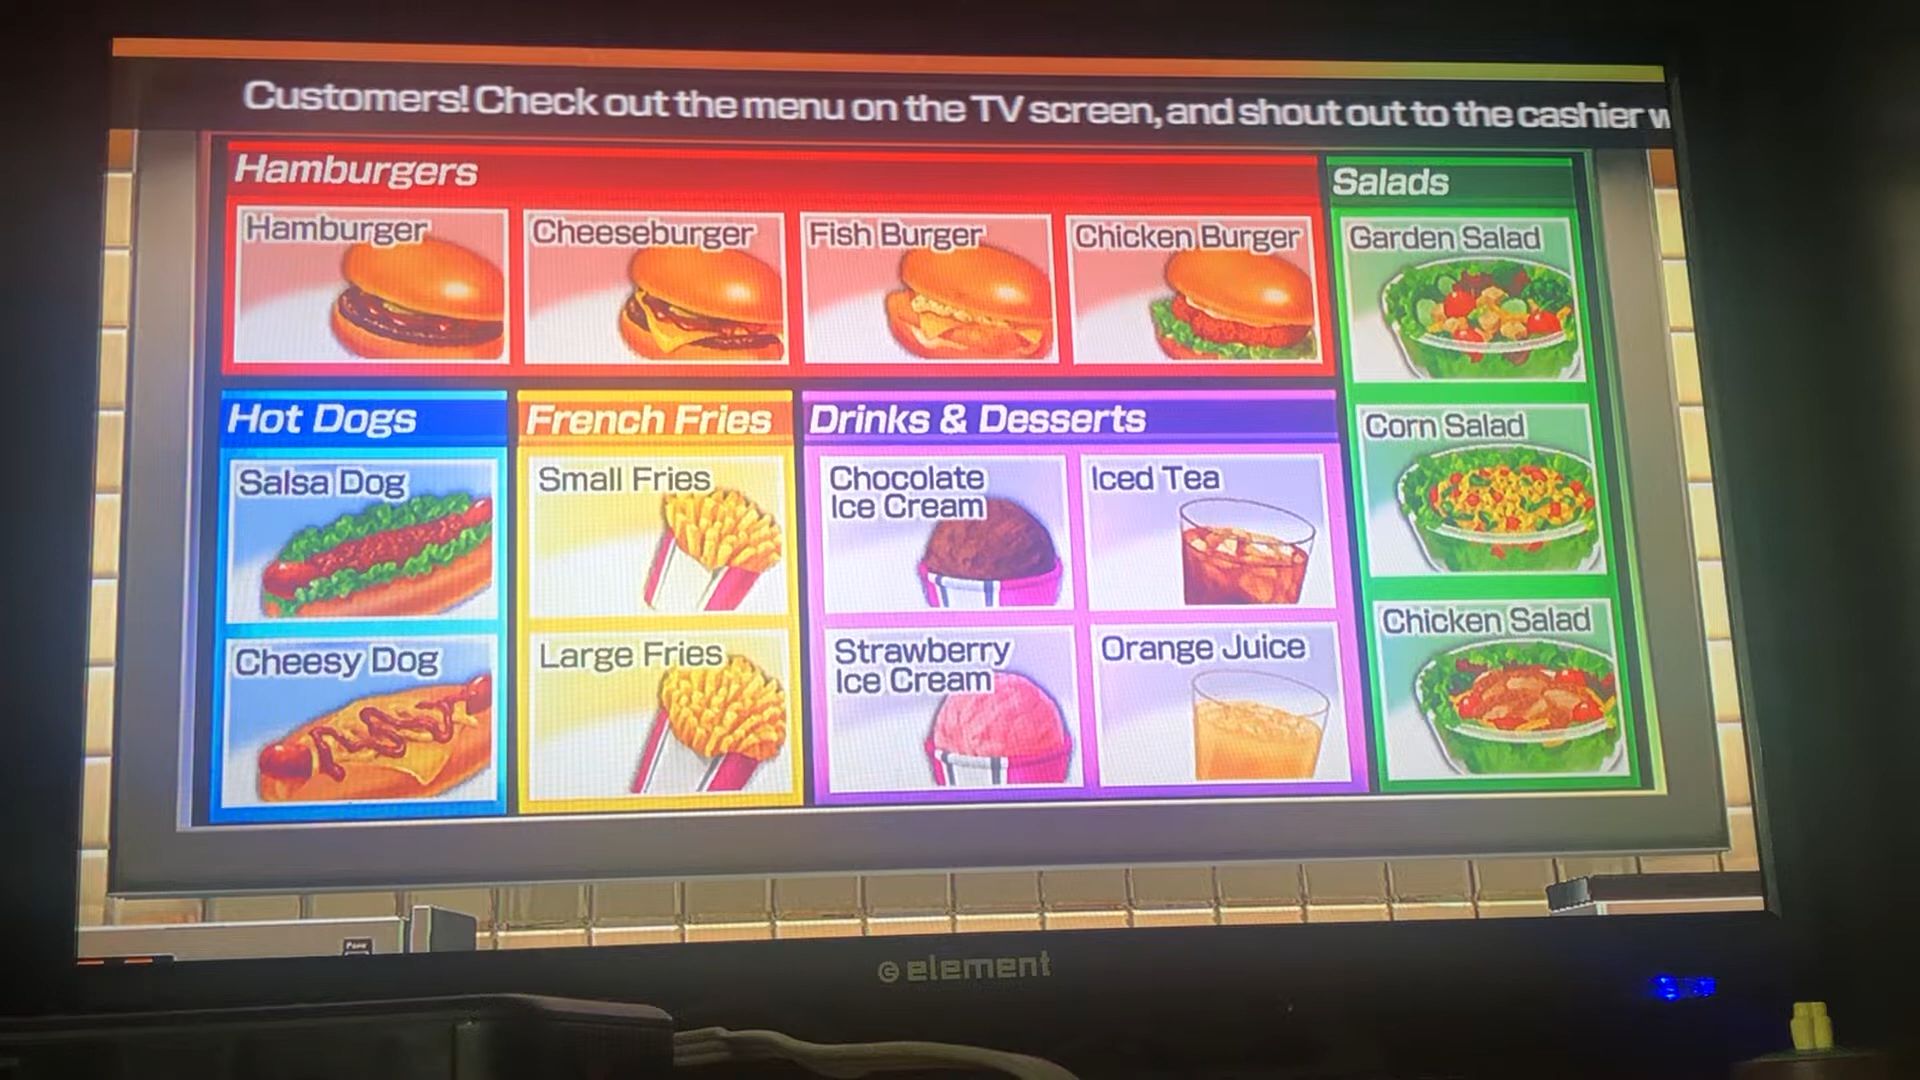 Customers! Check out the menu on the TV screen, and shout out to the cashier w
Hamburgers
Hamburger
Cheeseburger
Fish Burger
Chicken Burger
Salads
Garden Salad
Corn Salad
Chicken Salad
Hot Dogs
Salsa Dog
Cheesy Dog
French Fries
Small Fries
Large Fries
Drinks & Desserts
Chocolate
Ice Cream
Iced Tea
Strawberry
Ice Cream
Orange Juice
element